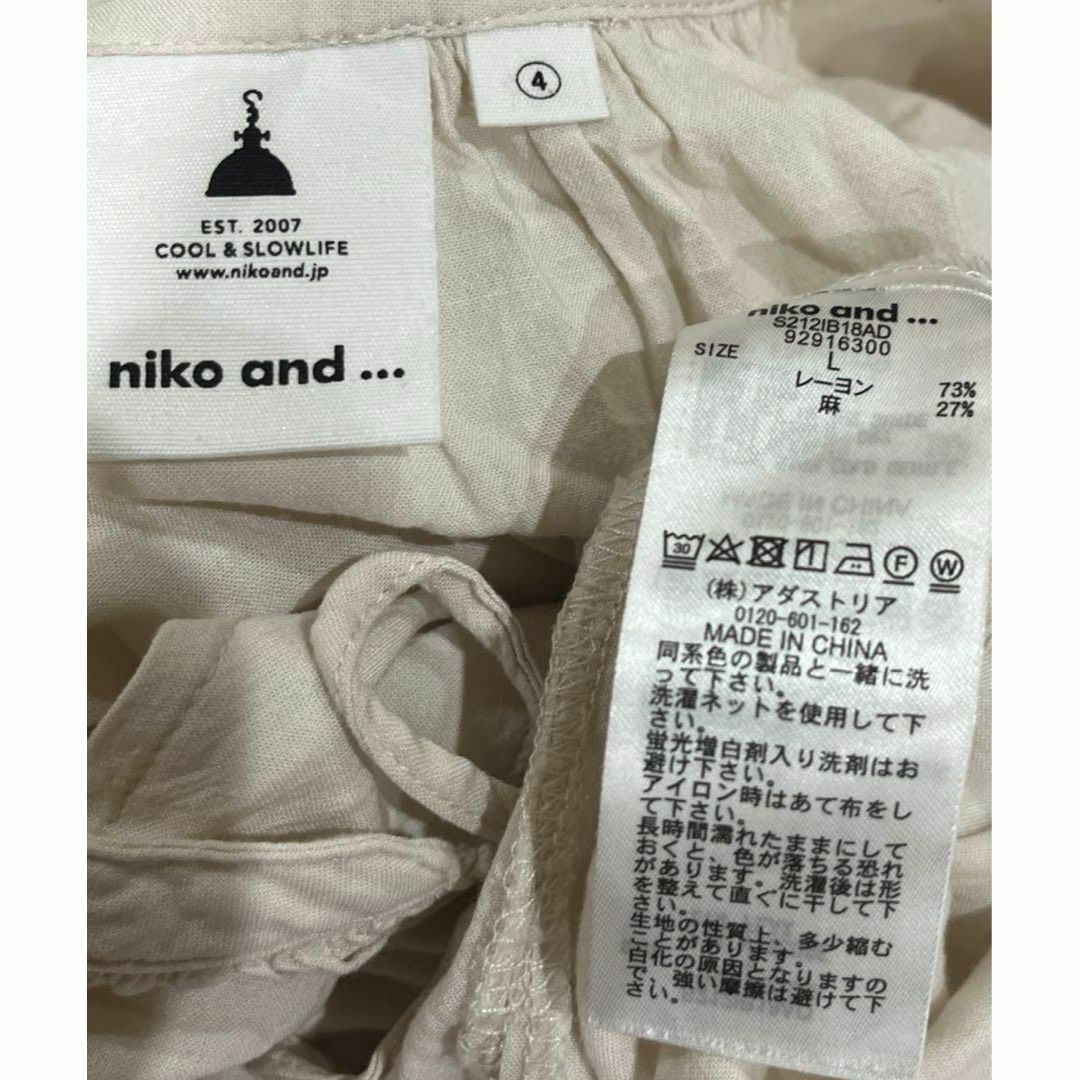 EST. 2007
COOL & SLOWLIFE
www.nikoand.jp
niko and ...
4
niko and ...
S212IB18AD
92916300
SIZE L
レーヨン 73%
麻 27%
30
F
W
(株)アダストリア
0120-601-162
MADE IN CHINA
同系色の製品と一緒に洗
って下さい。
洗濯ネットを使用して下
さい。
蛍光増白剤入り洗剤はお
避け下さい。
アイロン時はあて布をし
て下さい。
長時間濡れたままにして
おくと、色が落ちる恐れ
があります。洗濯後は形
を整えて直ぐに干して下
さい。
生地の性質上、多少縮む
ことがあります。
白化の原因となりますの
で、強い摩擦は避けて下
さい。